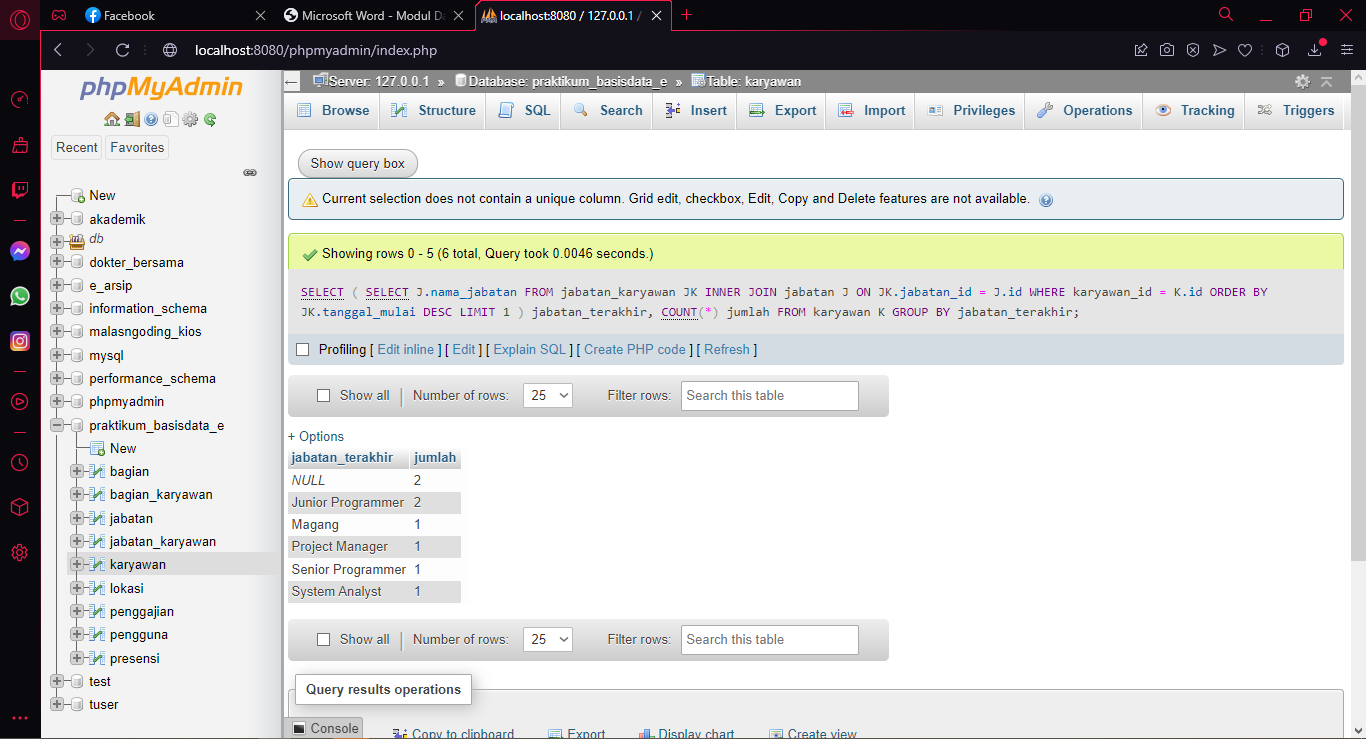 Facebook
Microsoft Word - Modul Da
localhost:8080 / 127.0.0.1 /
localhost:8080/phpmyadmin/index.php
phpMyAdmin
Recent
Favorites
New
akademik
db
dokter_bersama
e_arsip
information_schema
malasngoding_kios
mysql
performance_schema
phpmyadmin
praktikum_basisdata_e
New
bagian
bagian_karyawan
jabatan
jabatan_karyawan
karyawan
lokasi
penggajian
pengguna
presensi
test
tuser
Server: 127.0.0.1 » Database: praktikum_basisdata_e » Table: karyawan
Browse Structure SQL Search Insert Export Import Privileges Operations Tracking Triggers
Show query box
Current selection does not contain a unique column. Grid edit, checkbox, Edit, Copy and Delete features are not available.
Showing rows 0 - 5 (6 total, Query took 0.0046 seconds.)
SELECT ( SELECT J.nama_jabatan FROM jabatan_karyawan JK INNER JOIN jabatan J ON JK.jabatan_id = J.id WHERE karyawan_id = K.id ORDER BY
JK.tanggal_mulai DESC LIMIT 1 ) jabatan_terakhir, COUNT(*) jumlah FROM karyawan K GROUP BY jabatan_terakhir;
Profiling [ Edit inline ] [ Edit ] [ Explain SQL ] [ Create PHP code ] [ Refresh ]
Show all | Number of rows: 25 Filter rows: Search this table
+ Options
jabatan_terakhir jumlah
NULL 2
Junior Programmer 2
Magang 1
Project Manager 1
Senior Programmer 1
System Analyst 1
Show all | Number of rows: 25 Filter rows: Search this table
Query results operations
Console
Copy to clipboard Export Display chart Create view